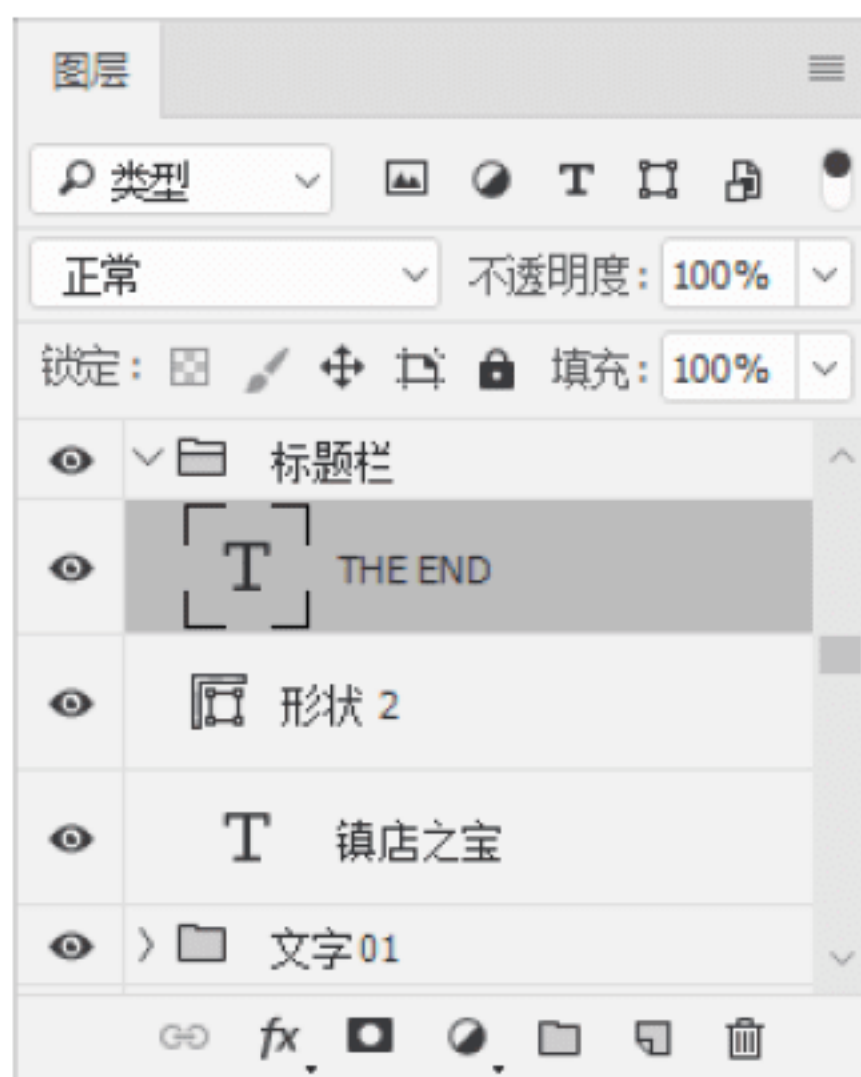 图层
类型
正常 不透明度: 100%
锁定: 填充: 100%
标题栏
T THE END
形状 2
T 镇店之宝
文字01
fx